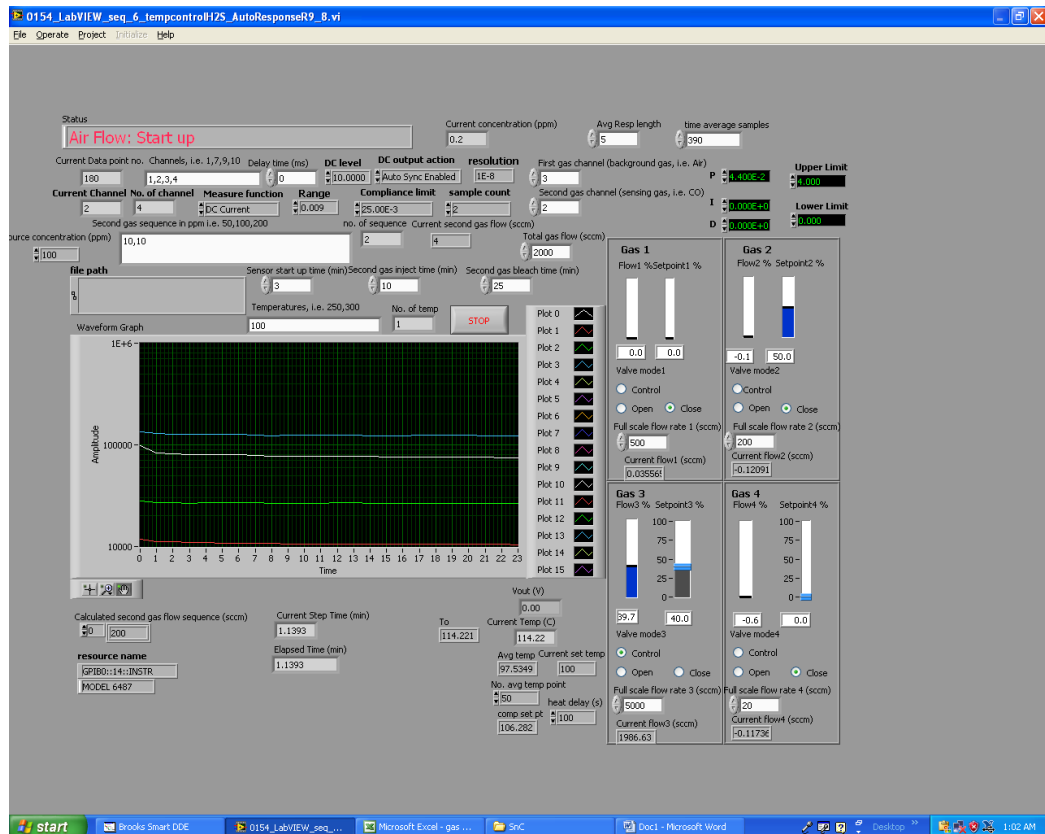 0154_LabVIEW_seq_6_tempcontrolH2S_AutoResponseR9_8.vi
File Operate Project Initialize Help
Status
Air Flow: Start up
Current concentration (ppm)
0.2
Avg Resp length
5
time average samples
390
Current Data point no.
180
Channels, i.e. 1,7,9,10
1,2,3,4
Delay time (ms)
0
DC level
10.0000
DC output action
Auto Sync Enabled
resolution
1E-8
First gas channel (background gas, i.e. Air)
3
P
4.400E-2
Upper Limit
4.000
Current Channel
2
No. of channel
4
Measure function
DC Current
Range
0.009
Compliance limit
25.00E-3
sample count
2
Second gas channel (sensing gas, i.e. CO)
2
I
0.000E+0
Lower Limit
0.000
D
0.000E+0
Second gas sequence in ppm i.e. 50,100,200
10,10
no. of sequence
2
Current second gas flow (sccm)
4
ource concentration (ppm)
100
Total gas flow (sccm)
2000
file path
Sensor start up time (min)
3
Second gas inject time (min)
10
Second gas bleach time (min)
25
Temperatures, i.e. 250,300
100
No. of temp
1
STOP
Waveform Graph
1E+6
100000
10000
Amplitude
0 1 2 3 4 5 6 7 8 9 10 11 12 13 14 15 16 17 18 19 20 21 22 23
Time
Plot 0
Plot 1
Plot 2
Plot 3
Plot 4
Plot 5
Plot 6
Plot 7
Plot 8
Plot 9
Plot 10
Plot 11
Plot 12
Plot 13
Plot 14
Plot 15
Gas 1
Flow1 % Setpoint1 %
0.0 0.0
Valve mode1
Control
Open Close
Full scale flow rate 1 (sccm)
500
Current flow1 (sccm)
0.03556
Gas 2
Flow2 % Setpoint2 %
-0.1 50.0
Valve mode2
Control
Open Close
Full scale flow rate 2 (sccm)
200
Current flow2 (sccm)
-0.12091
Gas 3
Flow3 % Setpoint3 %
100
75
50
25
0
39.7 40.0
Valve mode3
Control
Open Close
Full scale flow rate 3 (sccm)
5000
Current flow3 (sccm)
1986.63
Gas 4
Flow4 % Setpoint4 %
100
75
50
25
0
-0.6 0.0
Valve mode4
Control
Open Close
Full scale flow rate 4 (sccm)
20
Current flow4 (sccm)
-0.11736
Calculated second gas flow sequence (sccm)
0 200
Current Step Time (min)
1.1393
Elapsed Time (min)
1.1393
resource name
GPIB0::14::INSTR
MODEL 6487
Vout (V)
0.00
To
114.221
Current Temp (C)
114.22
Avg temp
97.5349
Current set temp
100
No. avg temp point
50
heat delay (s)
100
comp set pt
106.282
start
Brooks Smart DDE
0154_LabVIEW_seq_...
Microsoft Excel - gas ...
SnC
Doc1 - Microsoft Word
Desktop
1:02 AM